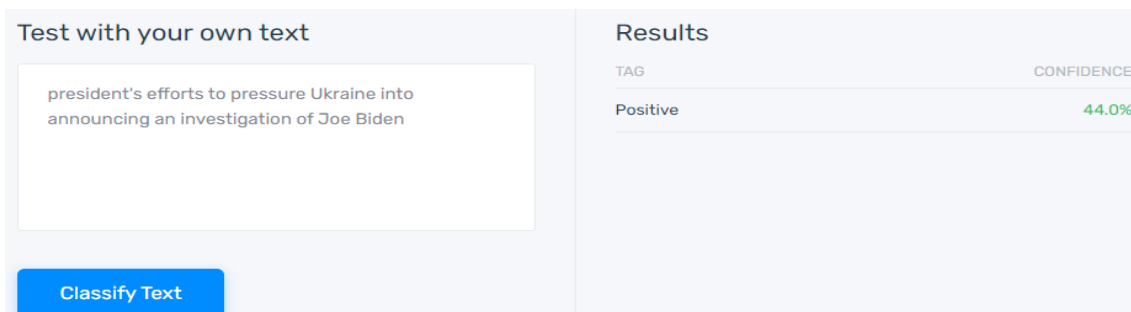 Test with your own text
president's efforts to pressure Ukraine into
announcing an investigation of Joe Biden
Classify Text
Results
TAG CONFIDENCE
Positive 44.0%